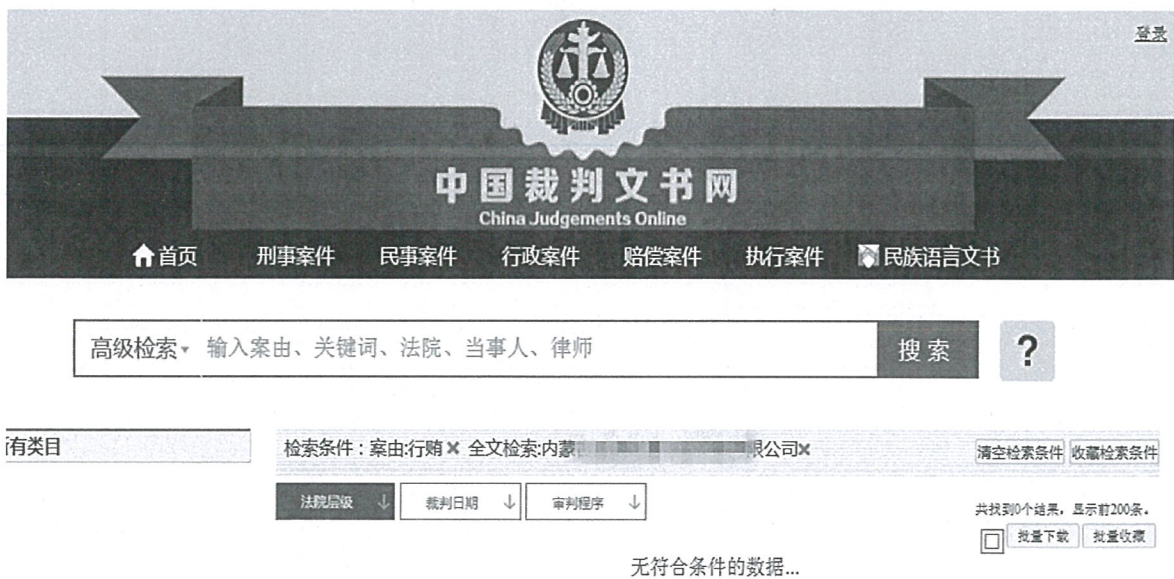 登录
中国裁判文书网
China Judgements Online
首页 刑事案件 民事案件 行政案件 赔偿案件 执行案件 民族语言文书
高级检索 输入案由、关键词、法院、当事人、律师 搜索 ?
所有类目 检索条件：案由:行贿× 全文检索:内蒙 限公司× 清空检索条件 收藏检索条件
法院层级 ↓ 裁判日期 ↓ 审判程序 ↓
共找到0个结果，显示前200条。
批量下载 批量收藏
无符合条件的数据...